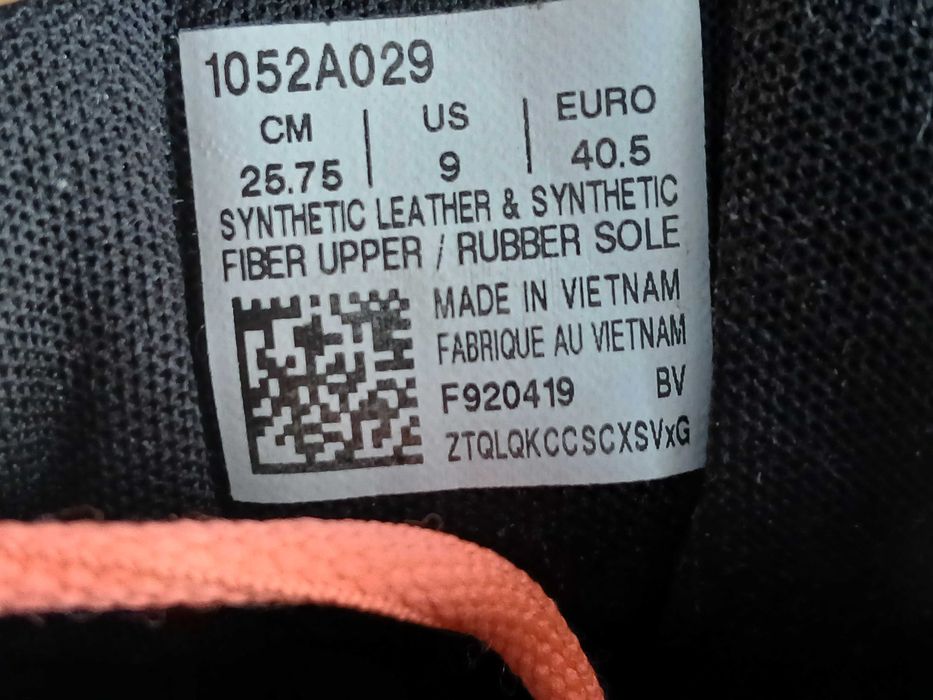 1052A029
CM | US | EURO
25.75 | 9 | 40.5
SYNTHETIC LEATHER & SYNTHETIC
FIBER UPPER / RUBBER SOLE
MADE IN VIETNAM
FABRIQUE AU VIETNAM
F920419 BV
ZTQLQKCCSCXSVxG